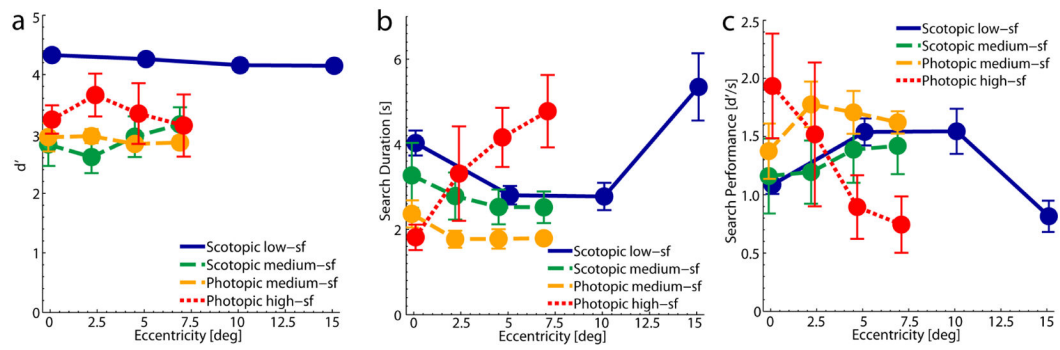 a
5
4
3
2
1
0
d′
0
2.5
5
7.5
10
12.5
15
Eccentricity [deg]
Scotopic low-sf
Scotopic medium-sf
Photopic medium-sf
Photopic high-sf
b
6
4
2
Search Duration [s]
0
2.5
5
7.5
10
12.5
15
Eccentricity [deg]
Scotopic low-sf
Scotopic medium-sf
Photopic medium-sf
Photopic high-sf
c
2.5
2.0
1.5
1.0
0.5
0.0
Search Performance [d′/s]
0
2.5
5
7.5
10
12.5
15
Eccentricity [deg]
Scotopic low-sf
Scotopic medium-sf
Photopic medium-sf
Photopic high-sf